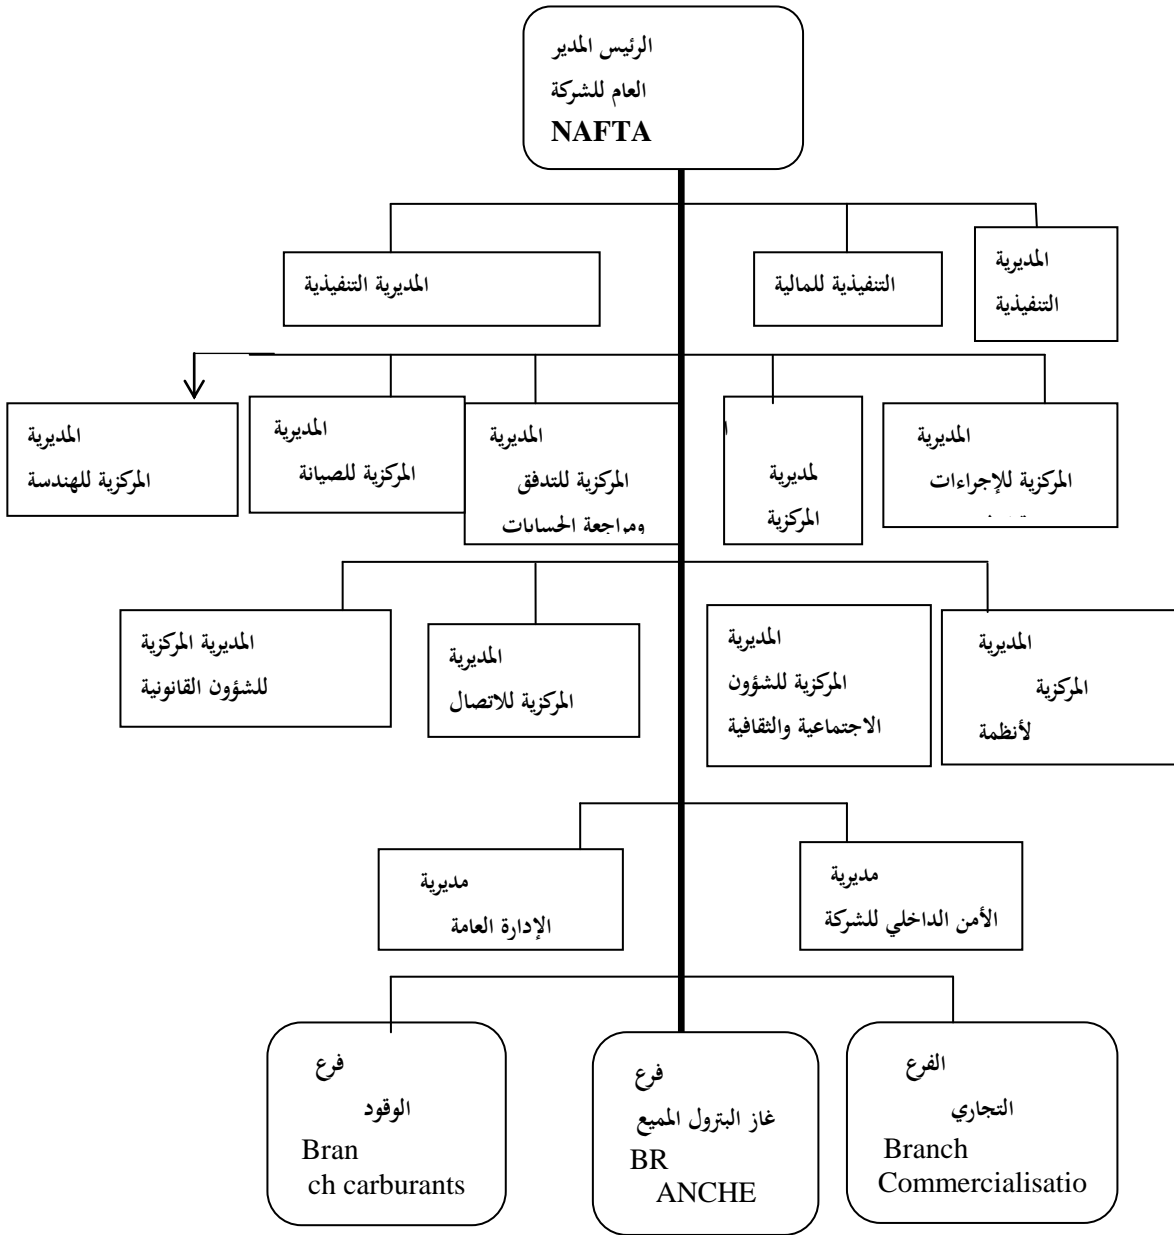 الرئيس المدير
العام للشركة
NAFTA
المديرية
التنفيذية
التنفيذية للمالية
المديرية التنفيذية
المديرية
المركزية للإجراءات
لمديرية
المركزية
المديرية
المركزية للتدفق
ومراجعة الحسابات
المديرية
المركزية للصيانة
المديرية
المركزية للهندسة
المديرية
المركزية
لأنظمة
المديرية
المركزية للشؤون
الاجتماعية والثقافية
المديرية
المركزية للاتصال
المديرية المركزية
للشؤون القانونية
مديرية
الأمن الداخلي للشركة
مديرية
الإدارة العامة
الفرع
التجاري
Branch
Commercialisatio
فرع
غاز البترول المميع
BR
ANCHE
فرع
الوقود
Bran
ch carburants